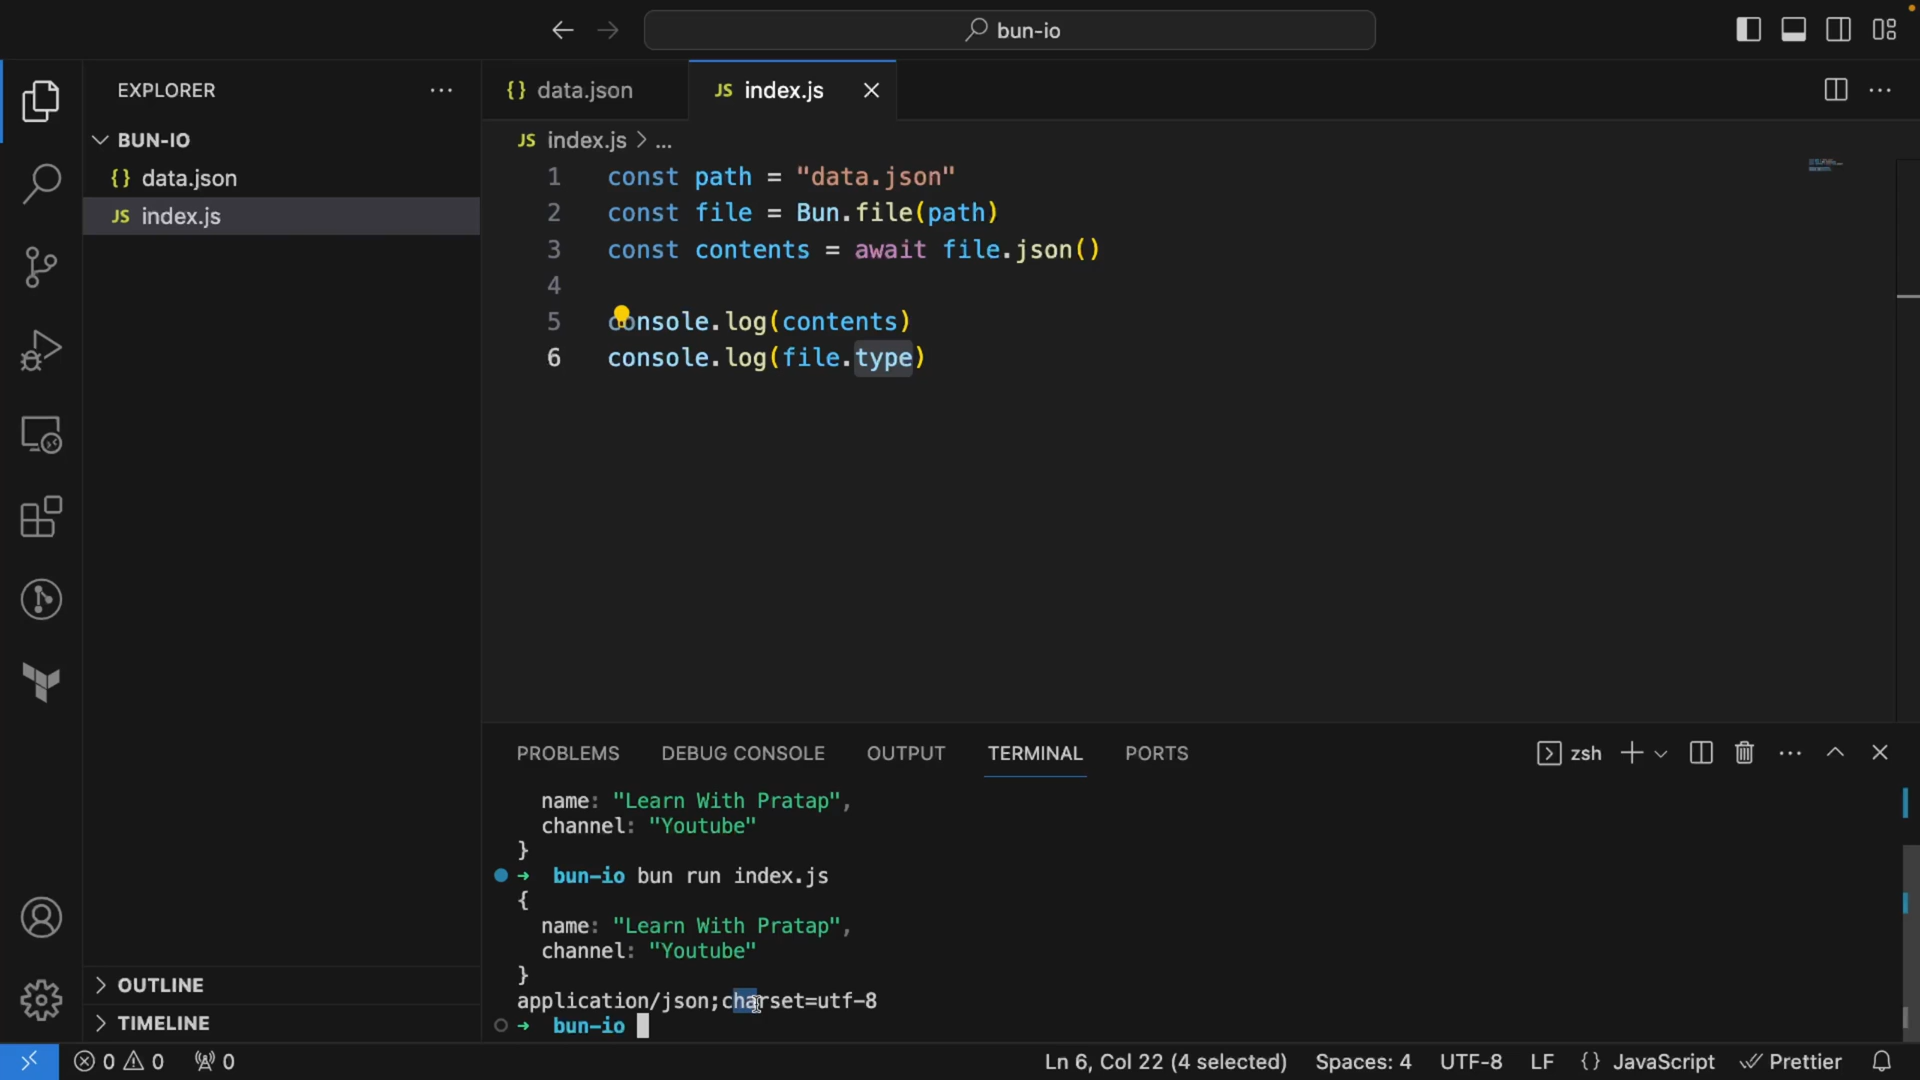 bun-io
EXPLORER
BUN-IO
{} data.json
JS index.js
{} data.json
JS index.js
JS index.js > ...
1 const path = "data.json"
2 const file = Bun.file(path)
3 const contents = await file.json()
4
5 console.log(contents)
6 console.log(file.type)
PROBLEMS DEBUG CONSOLE OUTPUT TERMINAL PORTS
zsh
name: "Learn With Pratap",
channel: "Youtube"
}
→ bun-io bun run index.js
{
name: "Learn With Pratap",
channel: "Youtube"
}
application/json;charset=utf-8
→ bun-io
OUTLINE
TIMELINE
0 0 0
Ln 6, Col 22 (4 selected) Spaces: 4 UTF-8 LF {} JavaScript Prettier